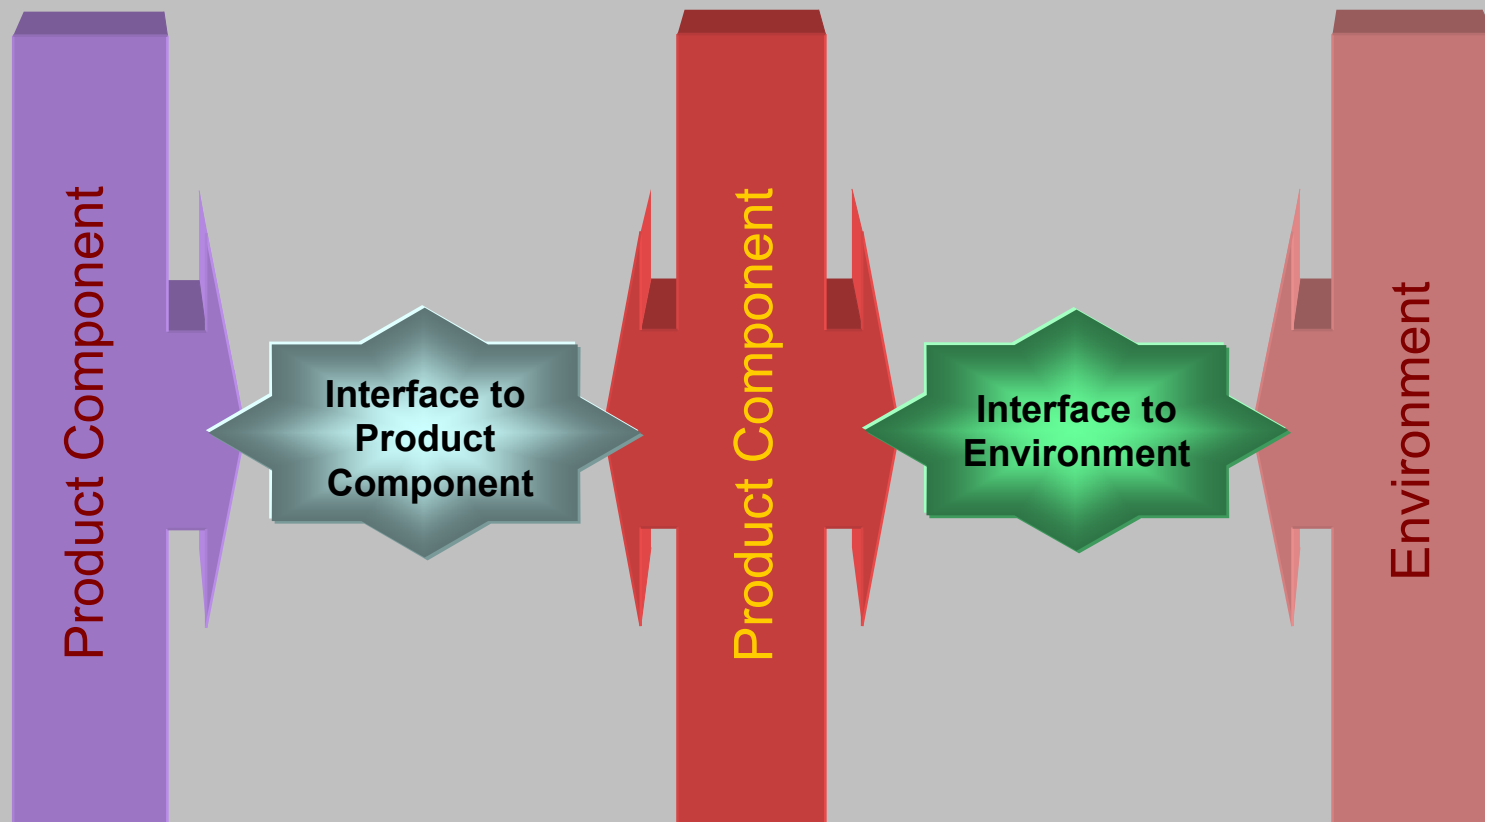 Product Component
Interface to
Product
Component
Product Component
Interface to
Environment
Environment